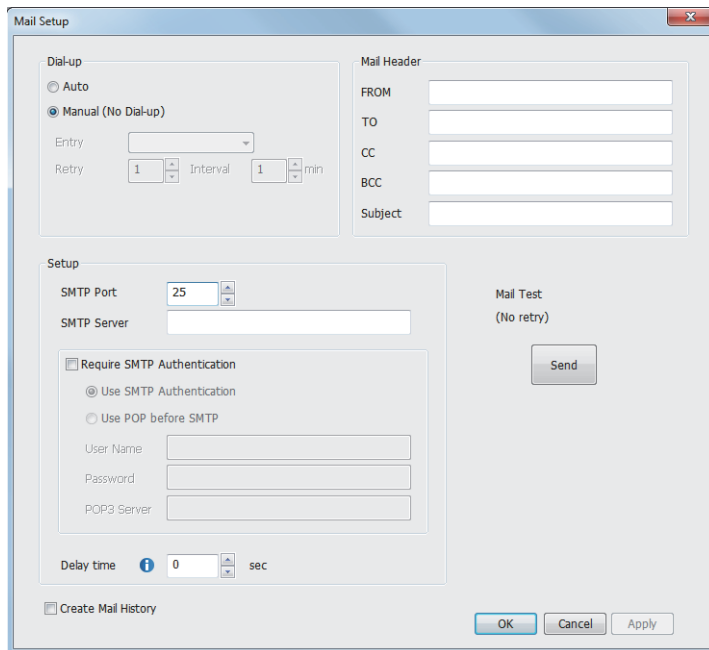 Mail Setup
x
Dial-up
Auto
Manual (No Dial-up)
Entry
Retry 1 Interval 1 min
Mail Header
FROM
TO
CC
BCC
Subject
Setup
SMTP Port 25
SMTP Server
Require SMTP Authentication
Use SMTP Authentication
Use POP before SMTP
User Name
Password
POP3 Server
Delay time i 0 sec
Mail Test
(No retry)
Send
Create Mail History
OK Cancel Apply